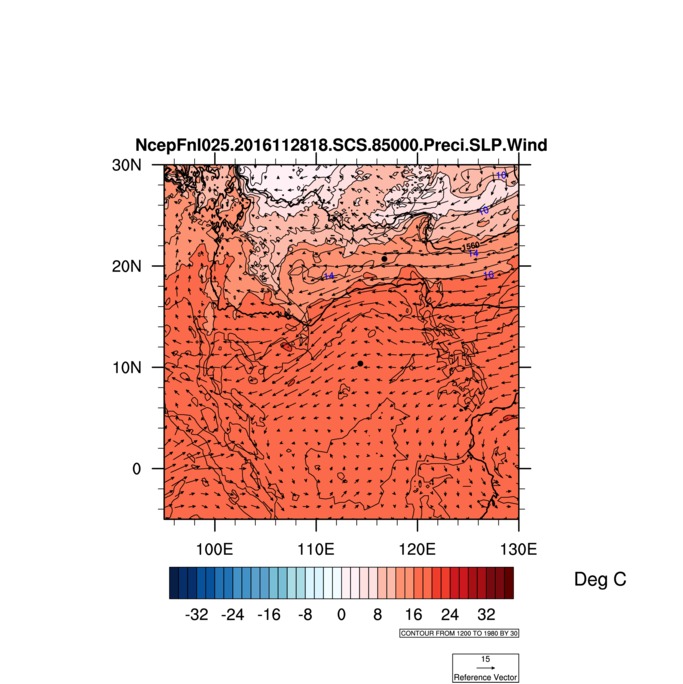 NcepFnl025.2016112818.SCS.85000.Preci.SLP.Wind
30N
20N
10N
0
10
10
1560
14
14
16
100E
110E
120E
130E
-32 -24 -16 -8 0 8 16 24 32
Deg C
CONTOUR FROM 1200 TO 1980 BY 30
15
Reference Vector